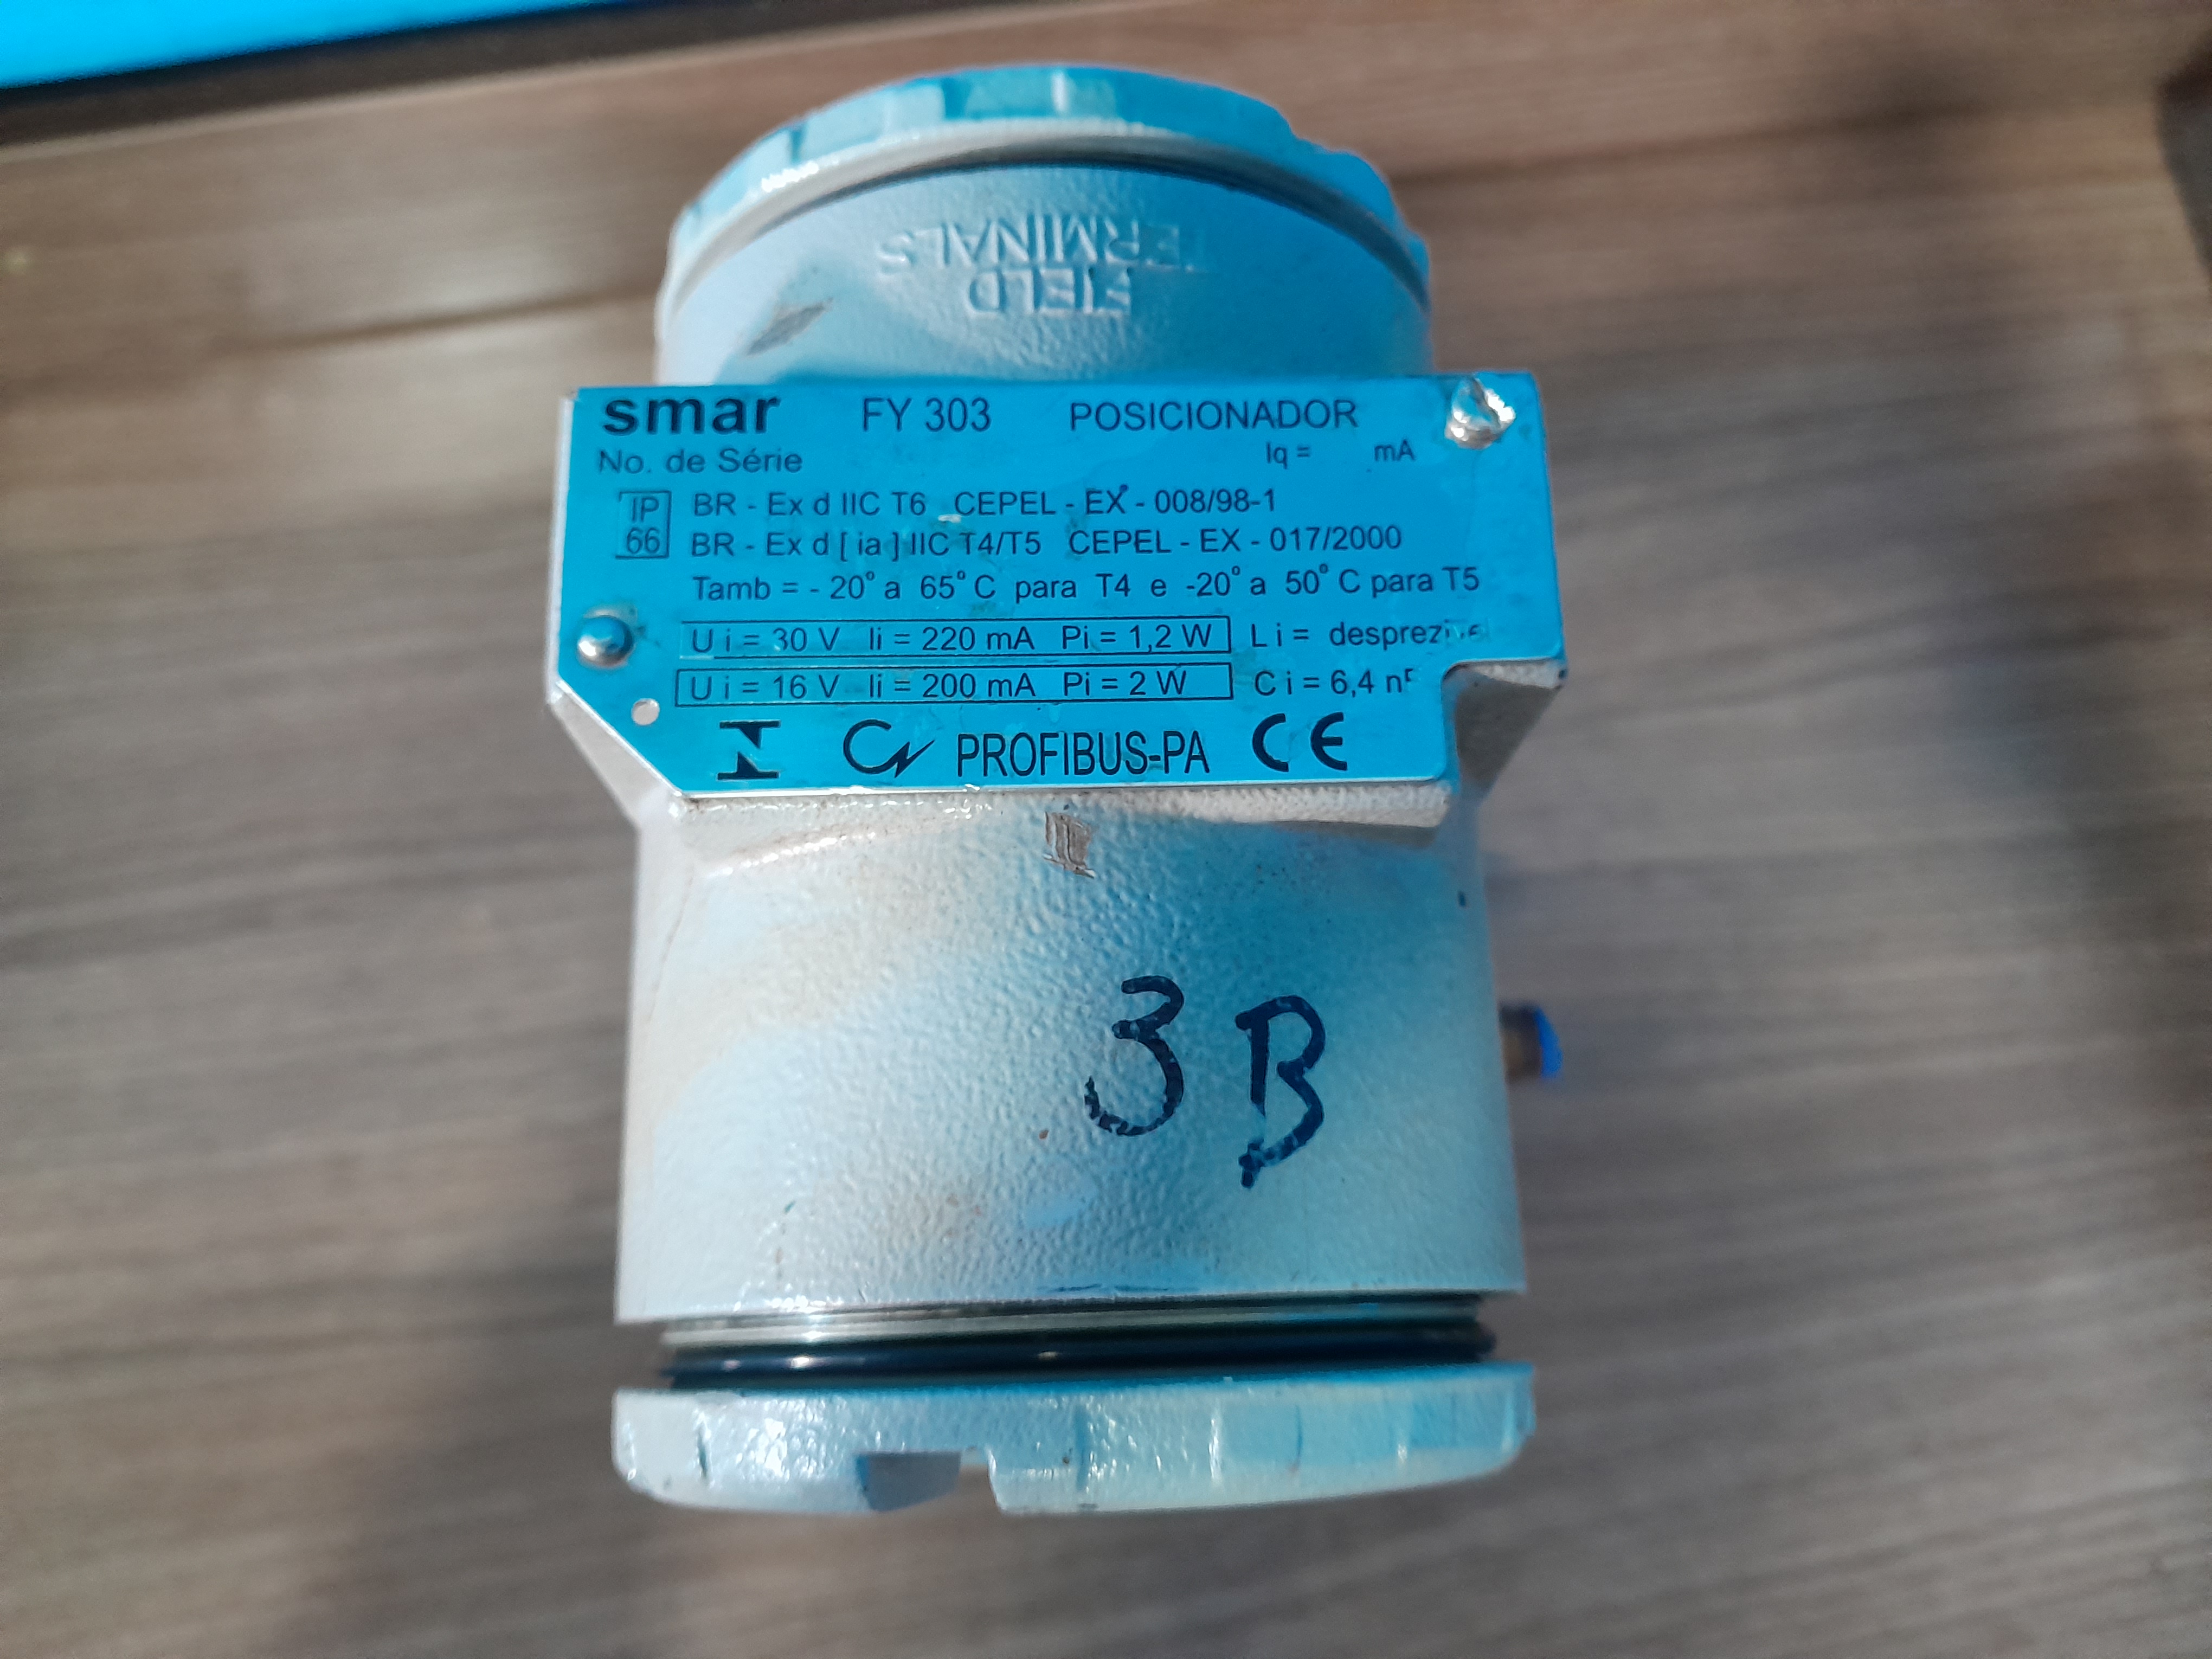 FIELD
TERMINALS
smar FY 303 POSICIONADOR
No. de Série Iq = mA
IP 66
BR - Ex d IIC T6 CEPEL - EX - 008/98-1
BR - Ex d [ ia ] IIC T4/T5 CEPEL - EX - 017/2000
Tamb = - 20° a 65° C para T4 e -20° a 50° C para T5
U i = 30 V Ii = 220 mA Pi = 1,2 W L i =
U i = 16 V Ii = 200 mA Pi = 2 W C i = 6,4 nF
PROFIBUS-PA CE
3 B